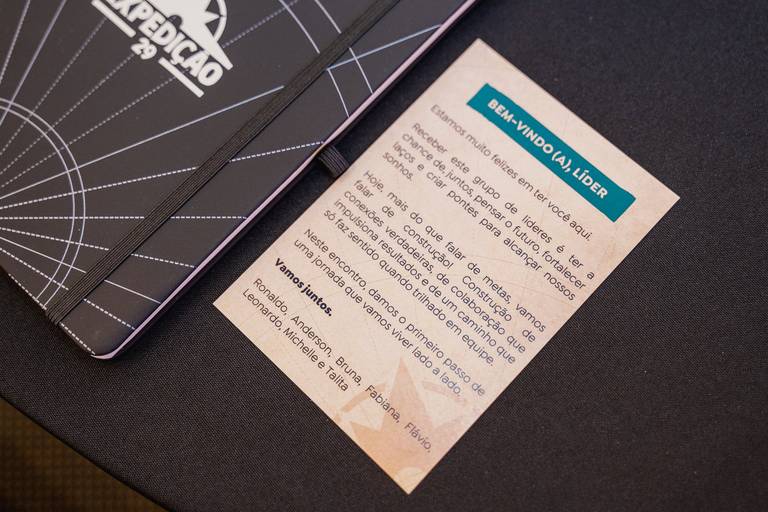 EXPEDIÇÃO
29
BEM-VINDO(A), LÍDER
Estamos muito felizes em ter você aqui.
Receber este grupo de líderes é ter a
chance de, juntos, pensar o futuro, fortalecer
laços e criar pontes para alcançar nossos
sonhos.
Hoje, mais do que falar de metas, vamos
falar de construção. Construção de
conexões verdadeiras, de colaboração que
impulsiona resultados e de um caminho que
só faz sentido quando trilhado em equipe.
Neste encontro, damos o primeiro passo de
uma jornada que vamos viver lado a lado.
Vamos juntos.
Ronaldo, Anderson, Bruna, Fabiana, Flávio,
Leonardo, Michelle e Talita